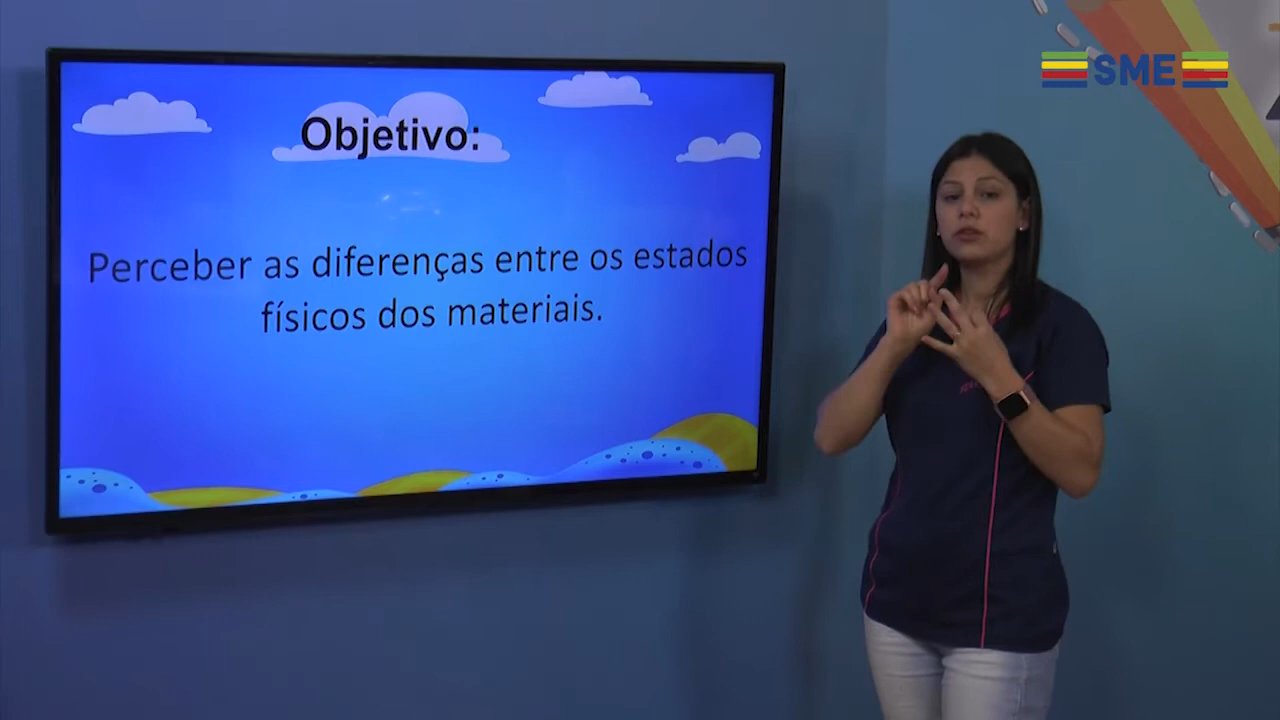 SME
Objetivo:
Perceber as diferenças entre os estados
físicos dos materiais.